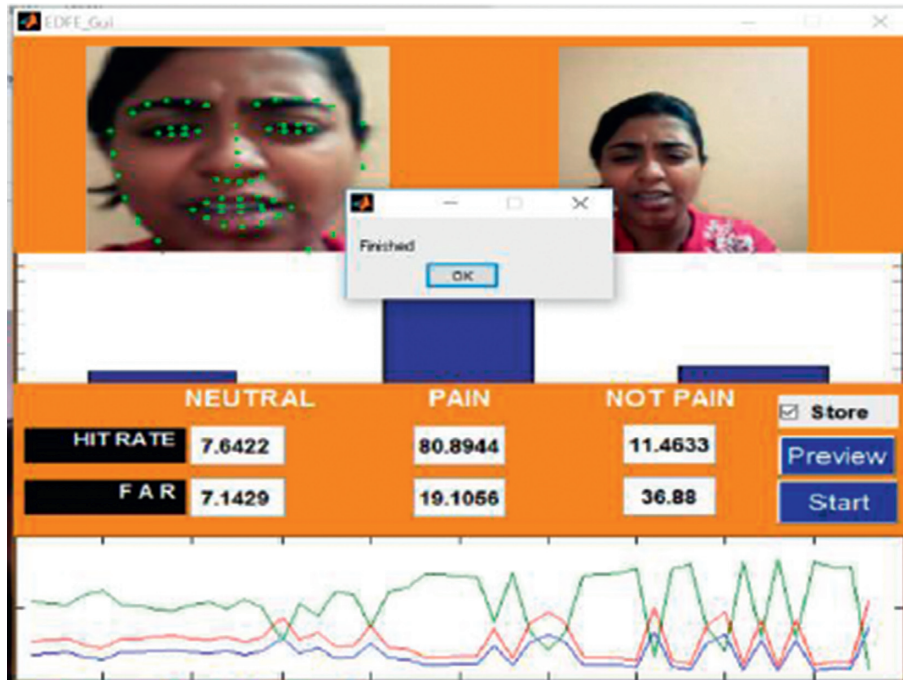 EDFE_Gui
Finished
OK
NEUTRAL PAIN NOT PAIN
Store
HIT RATE 7.6422 80.8944 11.4633
Preview
F A R 7.1429 19.1056 36.88
Start